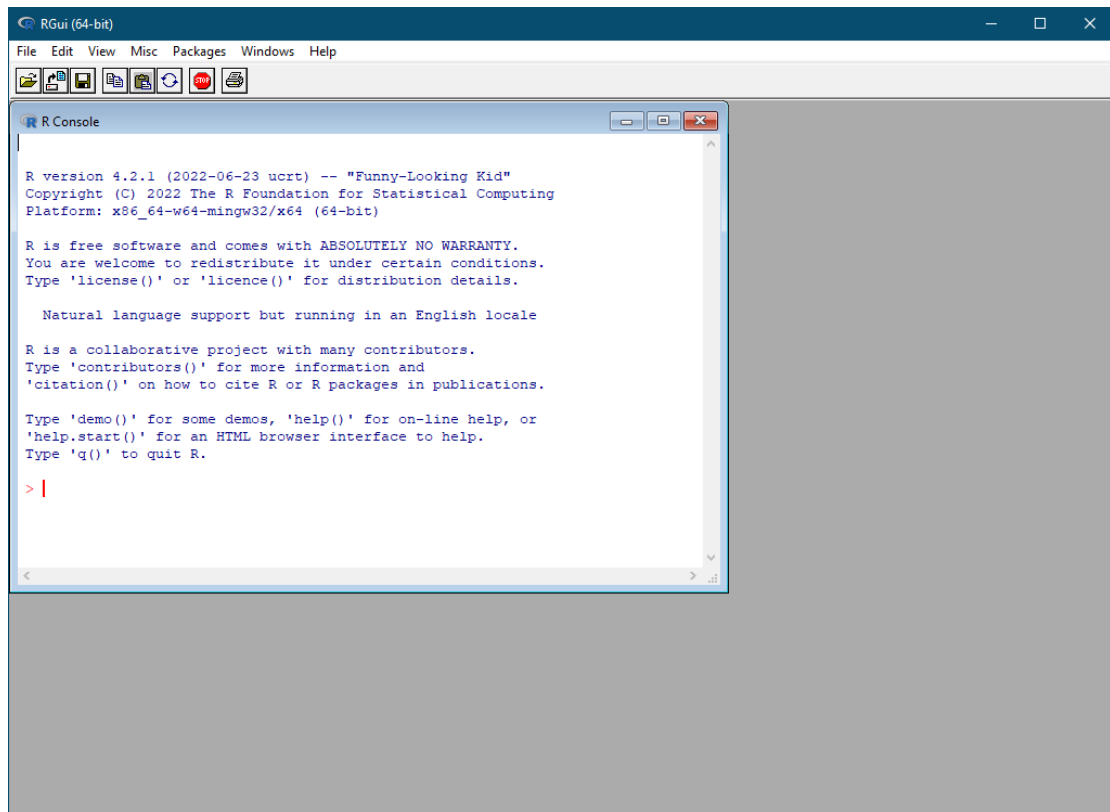 RGui (64-bit)
File Edit View Misc Packages Windows Help
STOP
R Console
R version 4.2.1 (2022-06-23 ucrt) -- "Funny-Looking Kid"
Copyright (C) 2022 The R Foundation for Statistical Computing
Platform: x86_64-w64-mingw32/x64 (64-bit)
R is free software and comes with ABSOLUTELY NO WARRANTY.
You are welcome to redistribute it under certain conditions.
Type 'license()' or 'licence()' for distribution details.
Natural language support but running in an English locale
R is a collaborative project with many contributors.
Type 'contributors()' for more information and
'citation()' on how to cite R or R packages in publications.
Type 'demo()' for some demos, 'help()' for on-line help, or
'help.start()' for an HTML browser interface to help.
Type 'q()' to quit R.
>